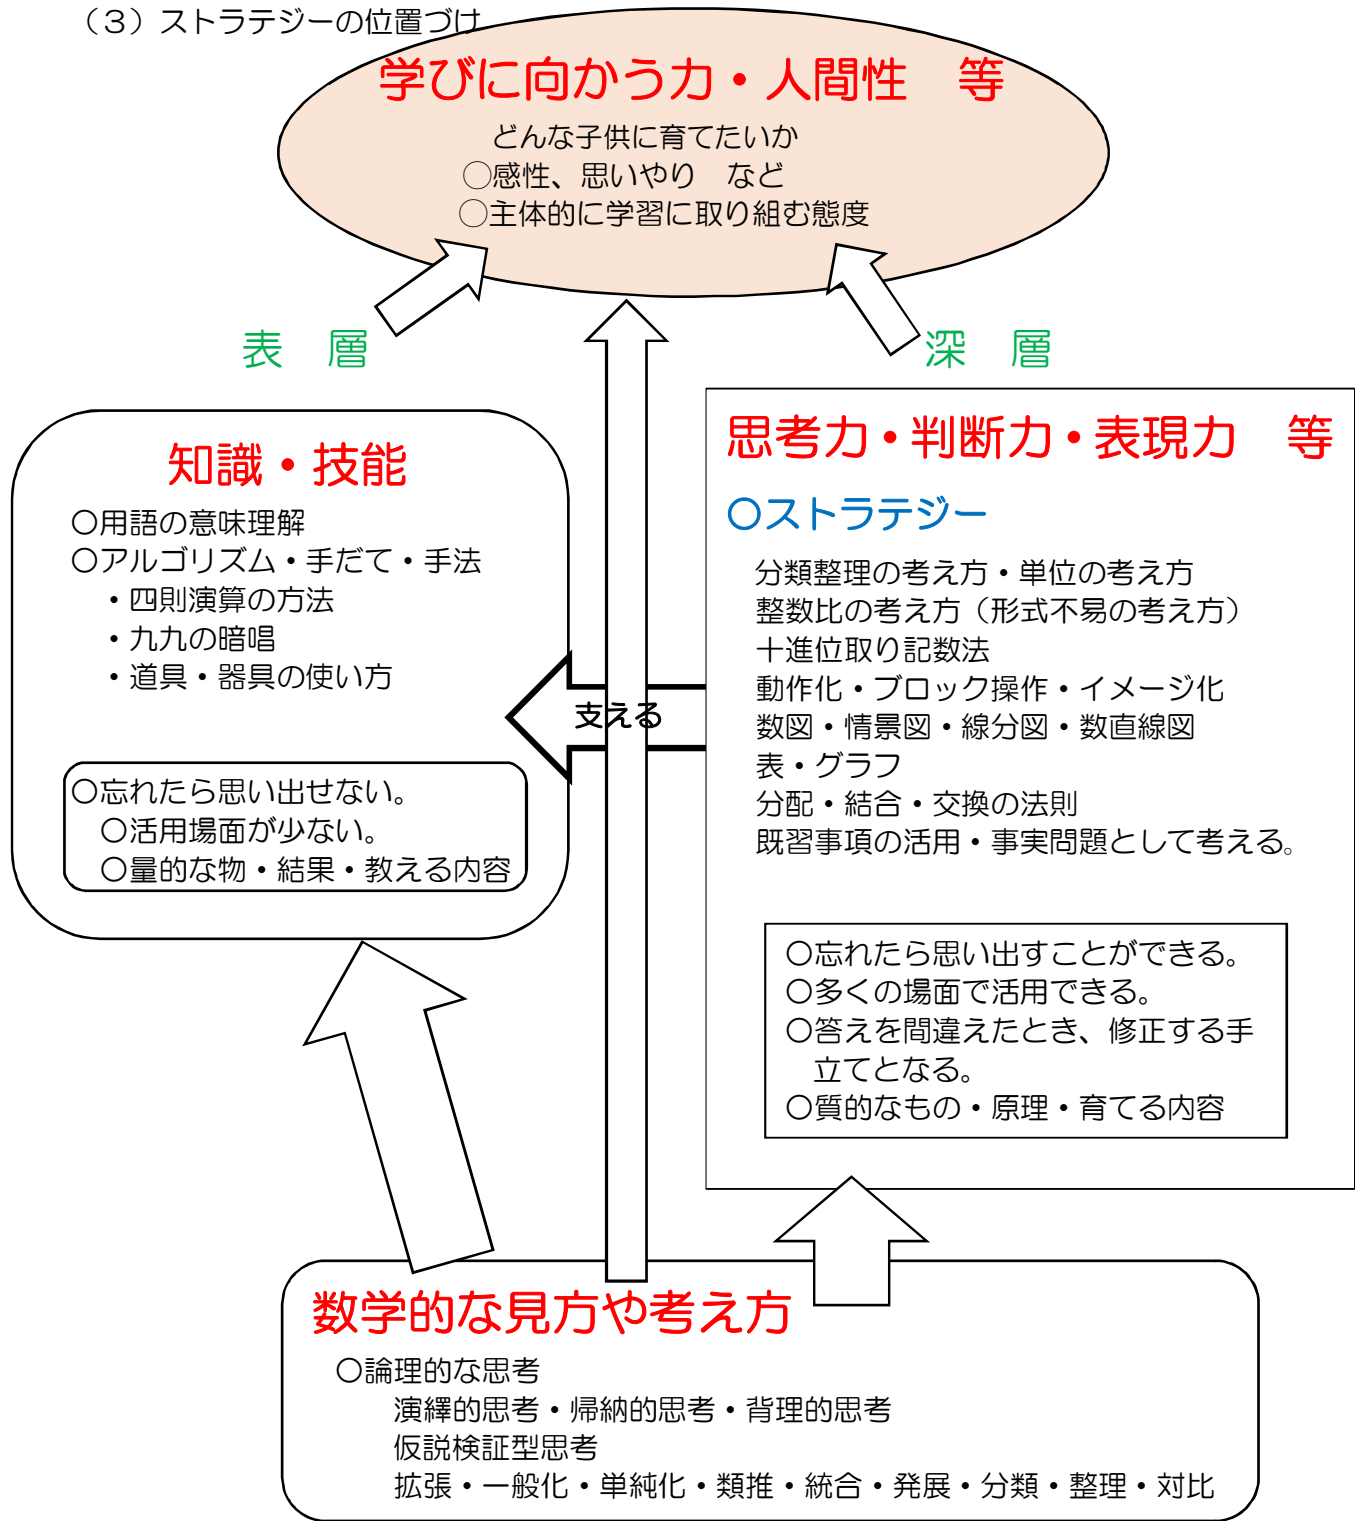 （３）ストラテジーの位置づけ
学びに向かう力・人間性　等
どんな子供に育てたいか
○感性、思いやり　など
○主体的に学習に取り組む態度
表　層
深　層
知識・技能
○用語の意味理解
○アルゴリズム・手だて・手法
・四則演算の方法
・九九の暗唱
・道具・器具の使い方
○忘れたら思い出せない。
○活用場面が少ない。
○量的な物・結果・教える内容
支える
思考力・判断力・表現力　等
○ストラテジー
分類整理の考え方・単位の考え方
整数比の考え方（形式不易の考え方）
十進位取り記数法
動作化・ブロック操作・イメージ化
数図・情景図・線分図・数直線図
表・グラフ
分配・結合・交換の法則
既習事項の活用・事実問題として考える。
○忘れたら思い出すことができる。
○多くの場面で活用できる。
○答えを間違えたとき、修正する手
立てとなる。
○質的なもの・原理・育てる内容
数学的な見方や考え方
○論理的な思考
演繹的思考・帰納的思考・背理的思考
仮説検証型思考
拡張・一般化・単純化・類推・統合・発展・分類・整理・対比